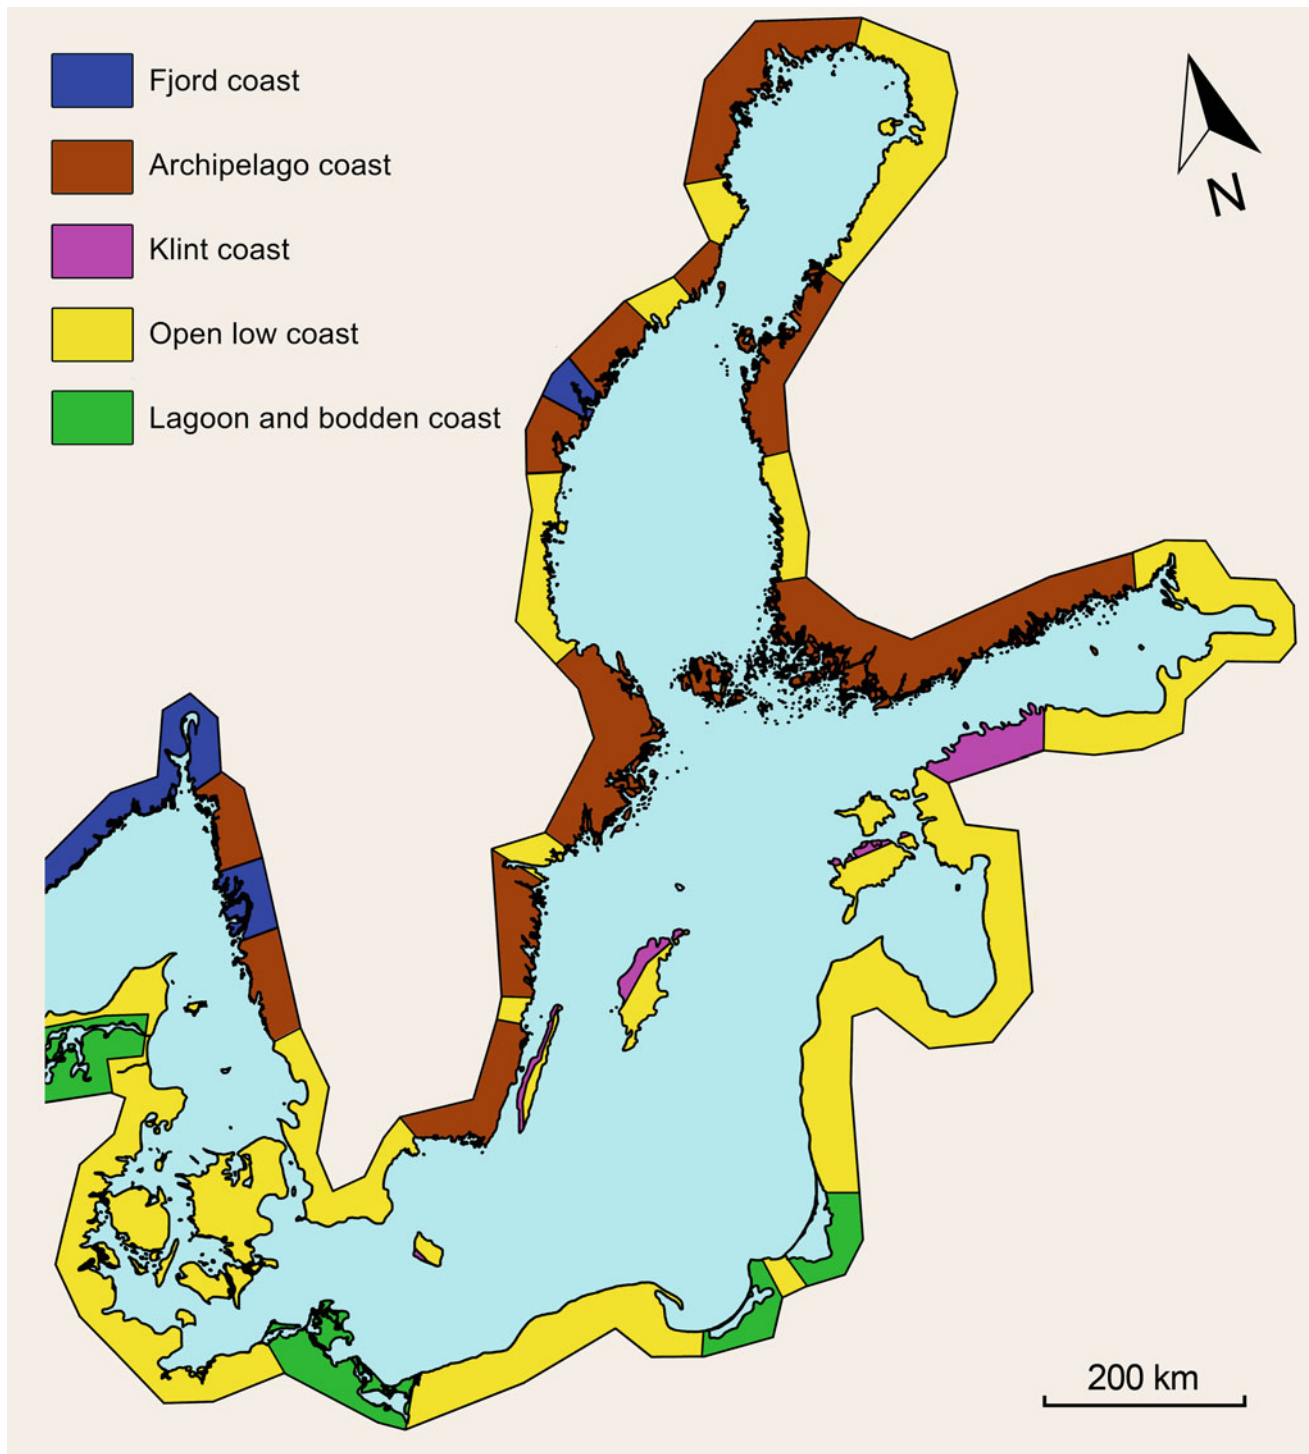 Fjord coast
Archipelago coast
Klint coast
Open low coast
Lagoon and bodden coast
N
200 km